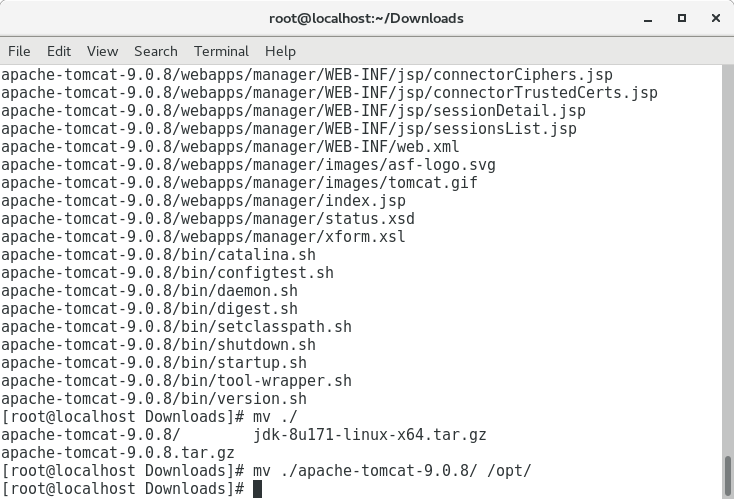 root@localhost:~/Downloads
File Edit View Search Terminal Help
apache-tomcat-9.0.8/webapps/manager/WEB-INF/jsp/connectorCiphers.jsp
apache-tomcat-9.0.8/webapps/manager/WEB-INF/jsp/connectorTrustedCerts.jsp
apache-tomcat-9.0.8/webapps/manager/WEB-INF/jsp/sessionDetail.jsp
apache-tomcat-9.0.8/webapps/manager/WEB-INF/jsp/sessionsList.jsp
apache-tomcat-9.0.8/webapps/manager/WEB-INF/web.xml
apache-tomcat-9.0.8/webapps/manager/images/asf-logo.svg
apache-tomcat-9.0.8/webapps/manager/images/tomcat.gif
apache-tomcat-9.0.8/webapps/manager/index.jsp
apache-tomcat-9.0.8/webapps/manager/status.xsd
apache-tomcat-9.0.8/webapps/manager/xform.xsl
apache-tomcat-9.0.8/bin/catalina.sh
apache-tomcat-9.0.8/bin/configtest.sh
apache-tomcat-9.0.8/bin/daemon.sh
apache-tomcat-9.0.8/bin/digest.sh
apache-tomcat-9.0.8/bin/setclasspath.sh
apache-tomcat-9.0.8/bin/shutdown.sh
apache-tomcat-9.0.8/bin/startup.sh
apache-tomcat-9.0.8/bin/tool-wrapper.sh
apache-tomcat-9.0.8/bin/version.sh
[root@localhost Downloads]# mv ./
apache-tomcat-9.0.8/        jdk-8u171-linux-x64.tar.gz
apache-tomcat-9.0.8.tar.gz
[root@localhost Downloads]# mv ./apache-tomcat-9.0.8/ /opt/
[root@localhost Downloads]#